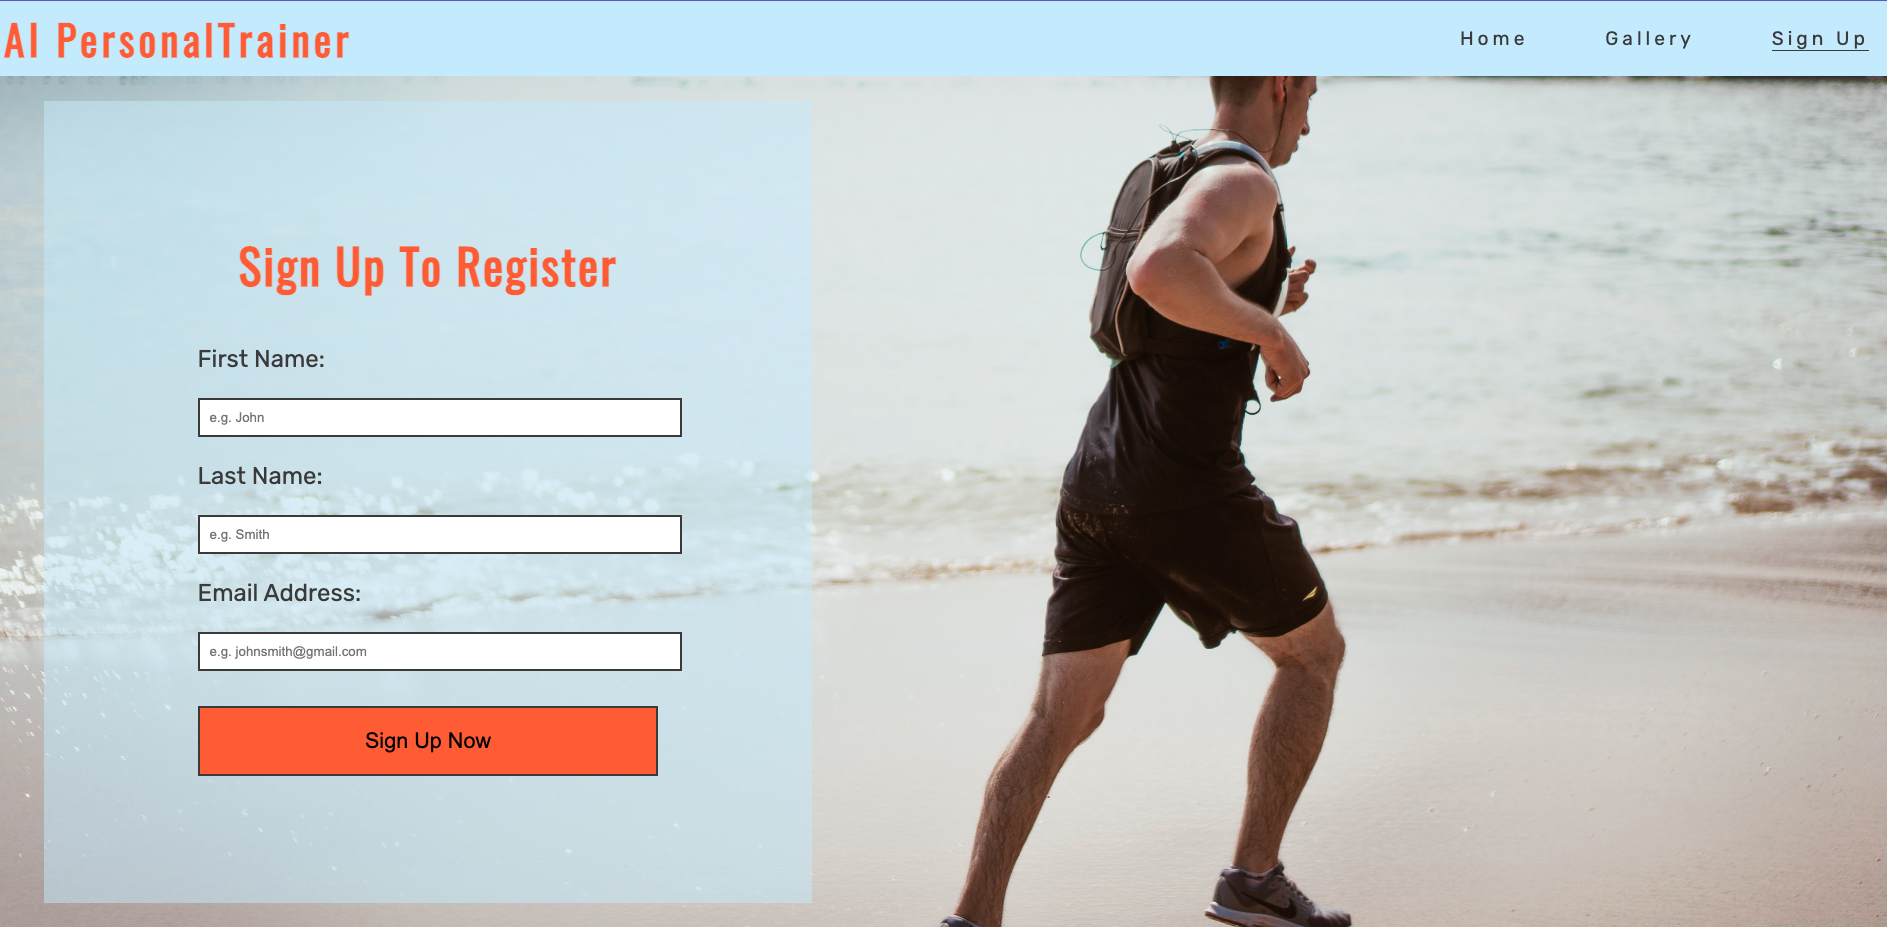 AI PersonalTrainer
Home Gallery Sign Up
Sign Up To Register
First Name:
e.g. John
Last Name:
e.g. Smith
Email Address:
e.g. johnsmith@gmail.com
Sign Up Now